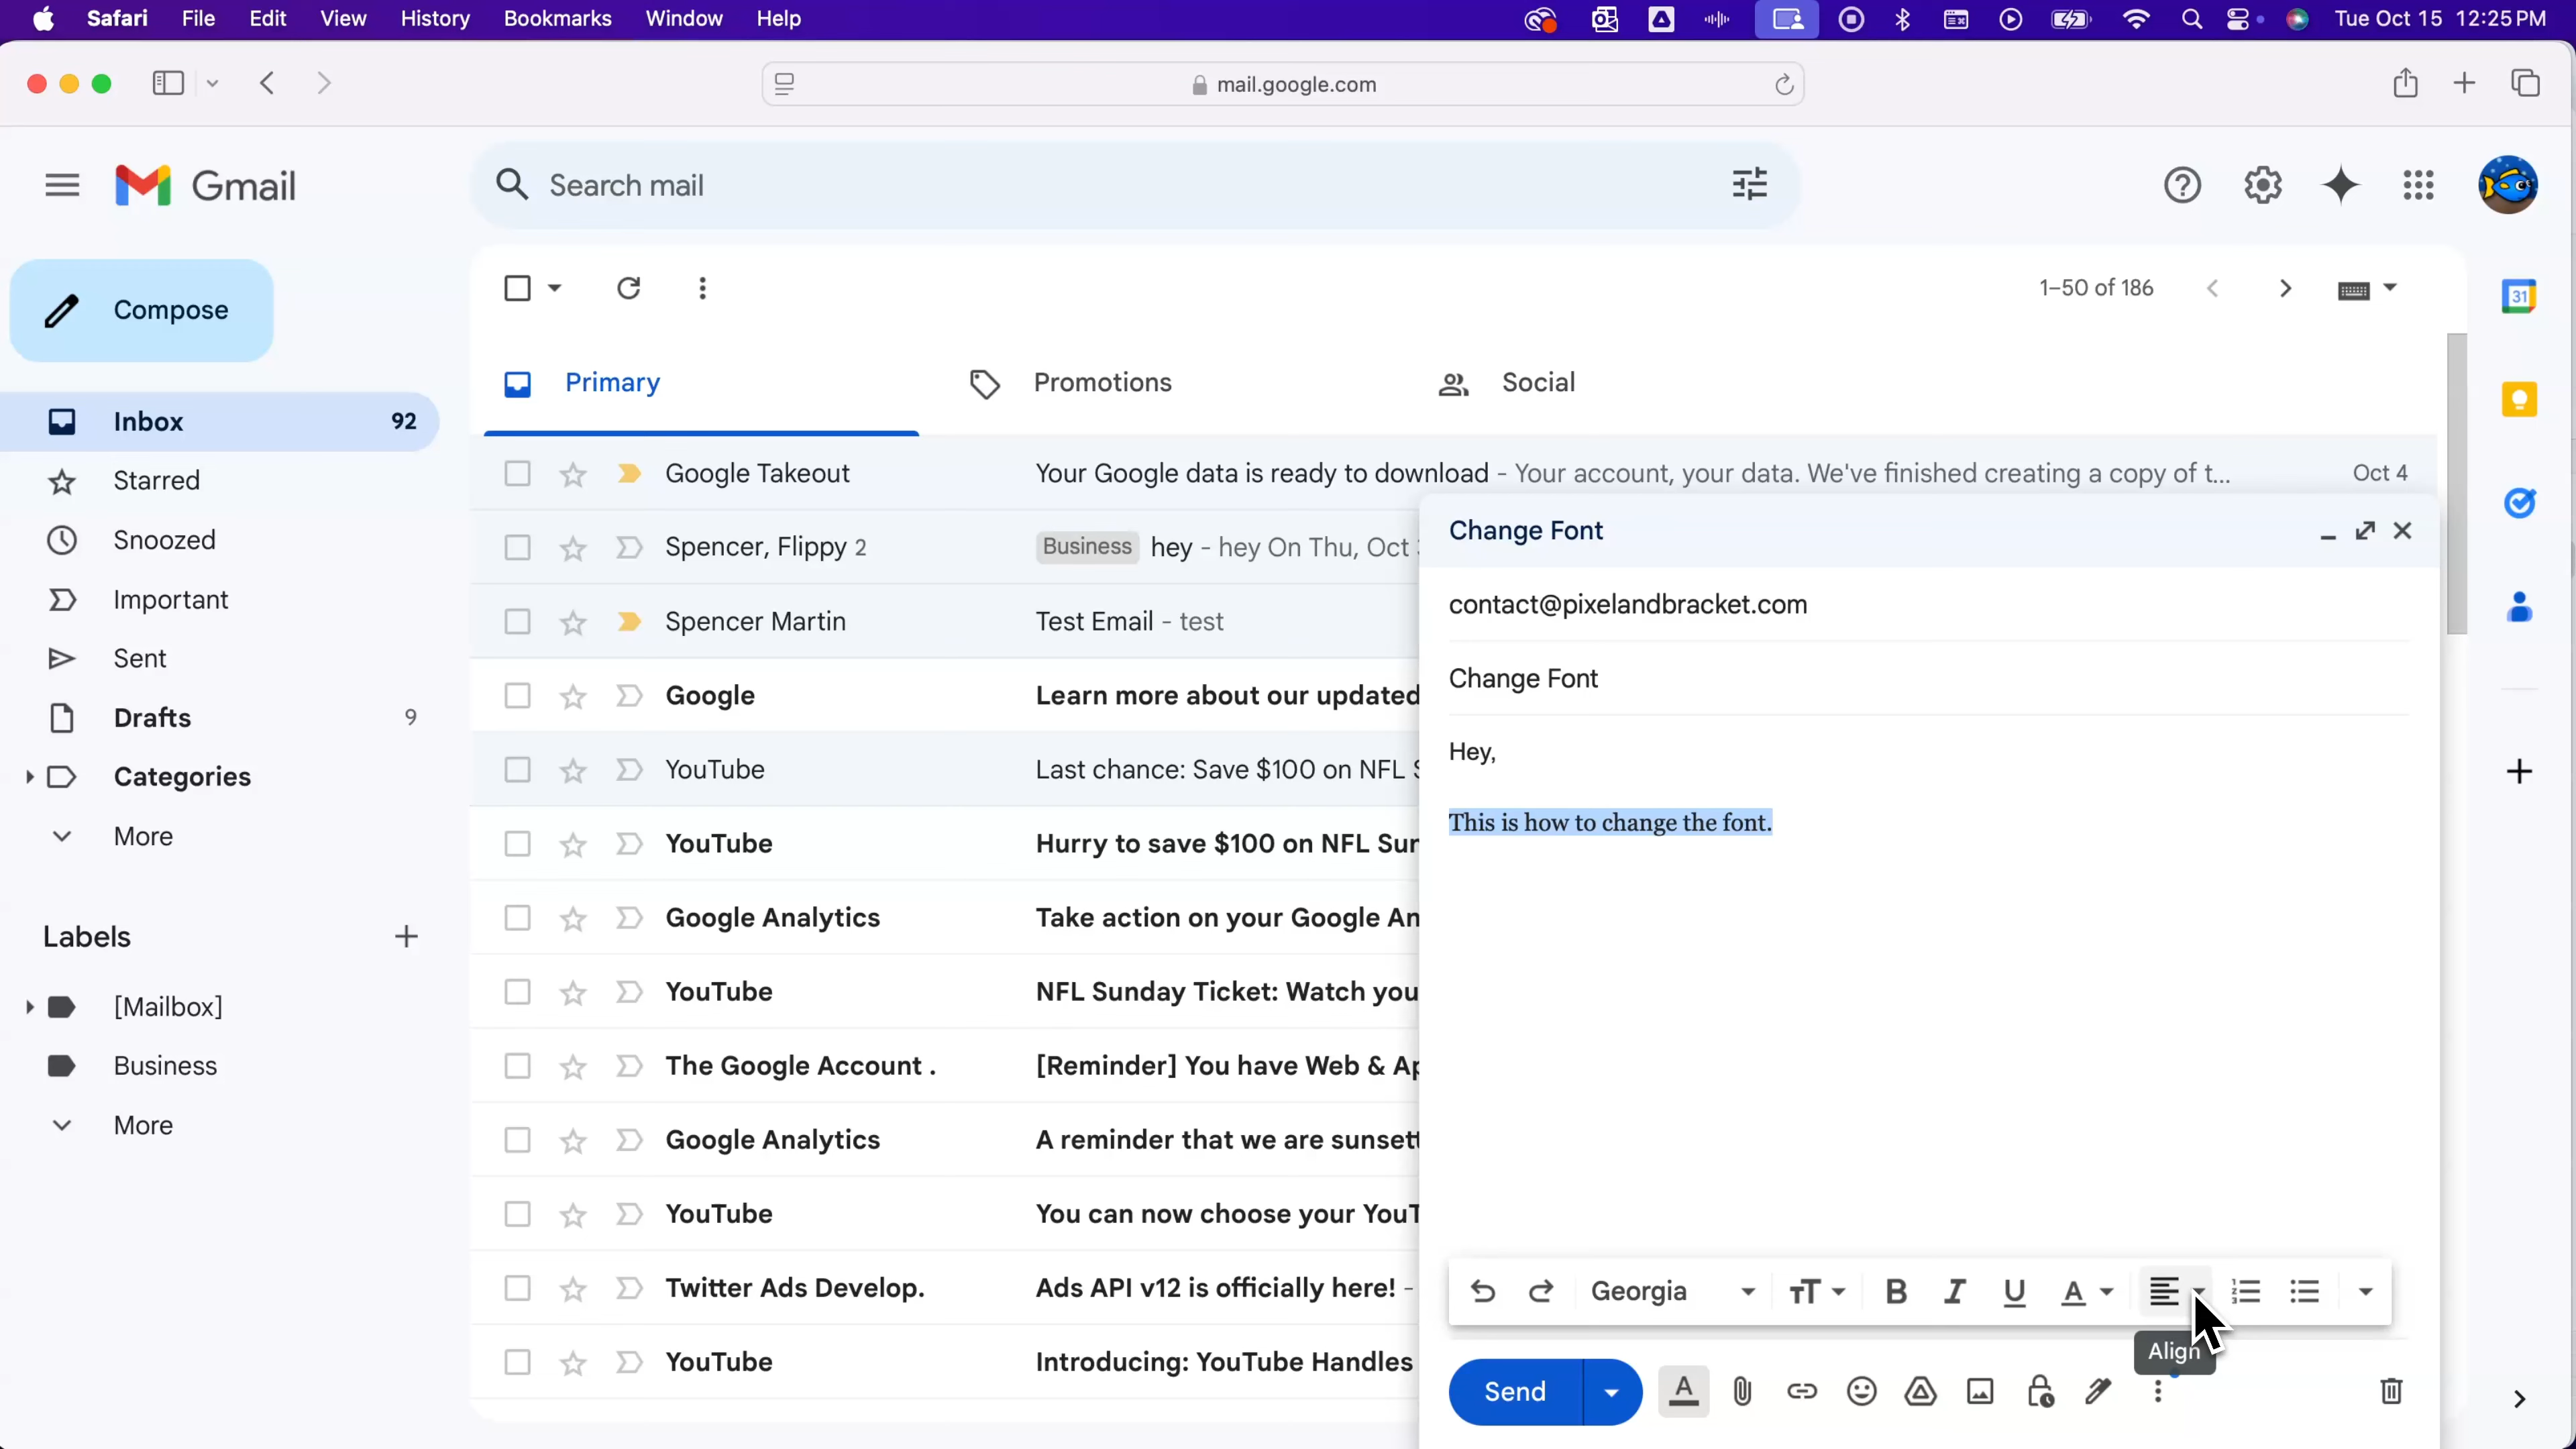 Safari File Edit View History Bookmarks Window Help Tue Oct 15 12:25 PM
mail.google.com
Gmail
Search mail
Compose
1–50 of 186
31
Primary
Promotions
Social
Inbox 92
Starred
Snoozed
Important
Sent
Drafts 9
Categories
More
Labels
[Mailbox]
Business
More
Google Takeout Your Google data is ready to download - Your account, your data. We've finished creating a copy of t... Oct 4
Spencer, Flippy 2 Business hey - hey On Thu, Oct
Spencer Martin Test Email - test
Google Learn more about our updated
YouTube Last chance: Save $100 on NFL S
YouTube Hurry to save $100 on NFL Sun
Google Analytics Take action on your Google An
YouTube NFL Sunday Ticket: Watch you
The Google Account . [Reminder] You have Web & Ap
Google Analytics A reminder that we are sunsett
YouTube You can now choose your YouT
Twitter Ads Develop. Ads API v12 is officially here! -
YouTube Introducing: YouTube Handles
Change Font
contact@pixelandbracket.com
Change Font
Hey,
This is how to change the font.
Georgia
B I U A
Align
Send A